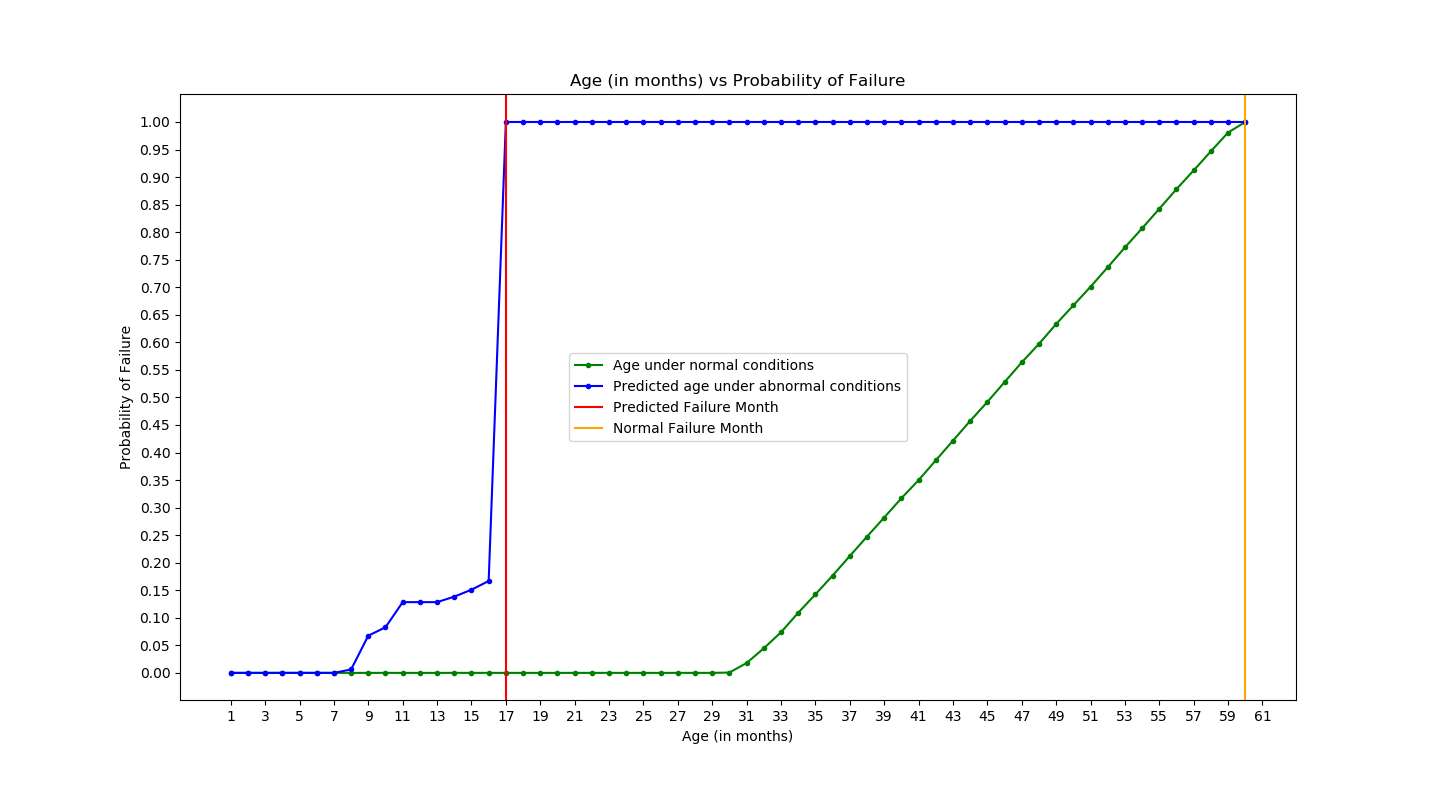 Age (in months) vs Probability of Failure
Probability of Failure
1.00
0.95
0.90
0.85
0.80
0.75
0.70
0.65
0.60
0.55
0.50
0.45
0.40
0.35
0.30
0.25
0.20
0.15
0.10
0.05
0.00
Age under normal conditions
Predicted age under abnormal conditions
Predicted Failure Month
Normal Failure Month
1 3 5 7 9 11 13 15 17 19 21 23 25 27 29 31 33 35 37 39 41 43 45 47 49 51 53 55 57 59 61
Age (in months)